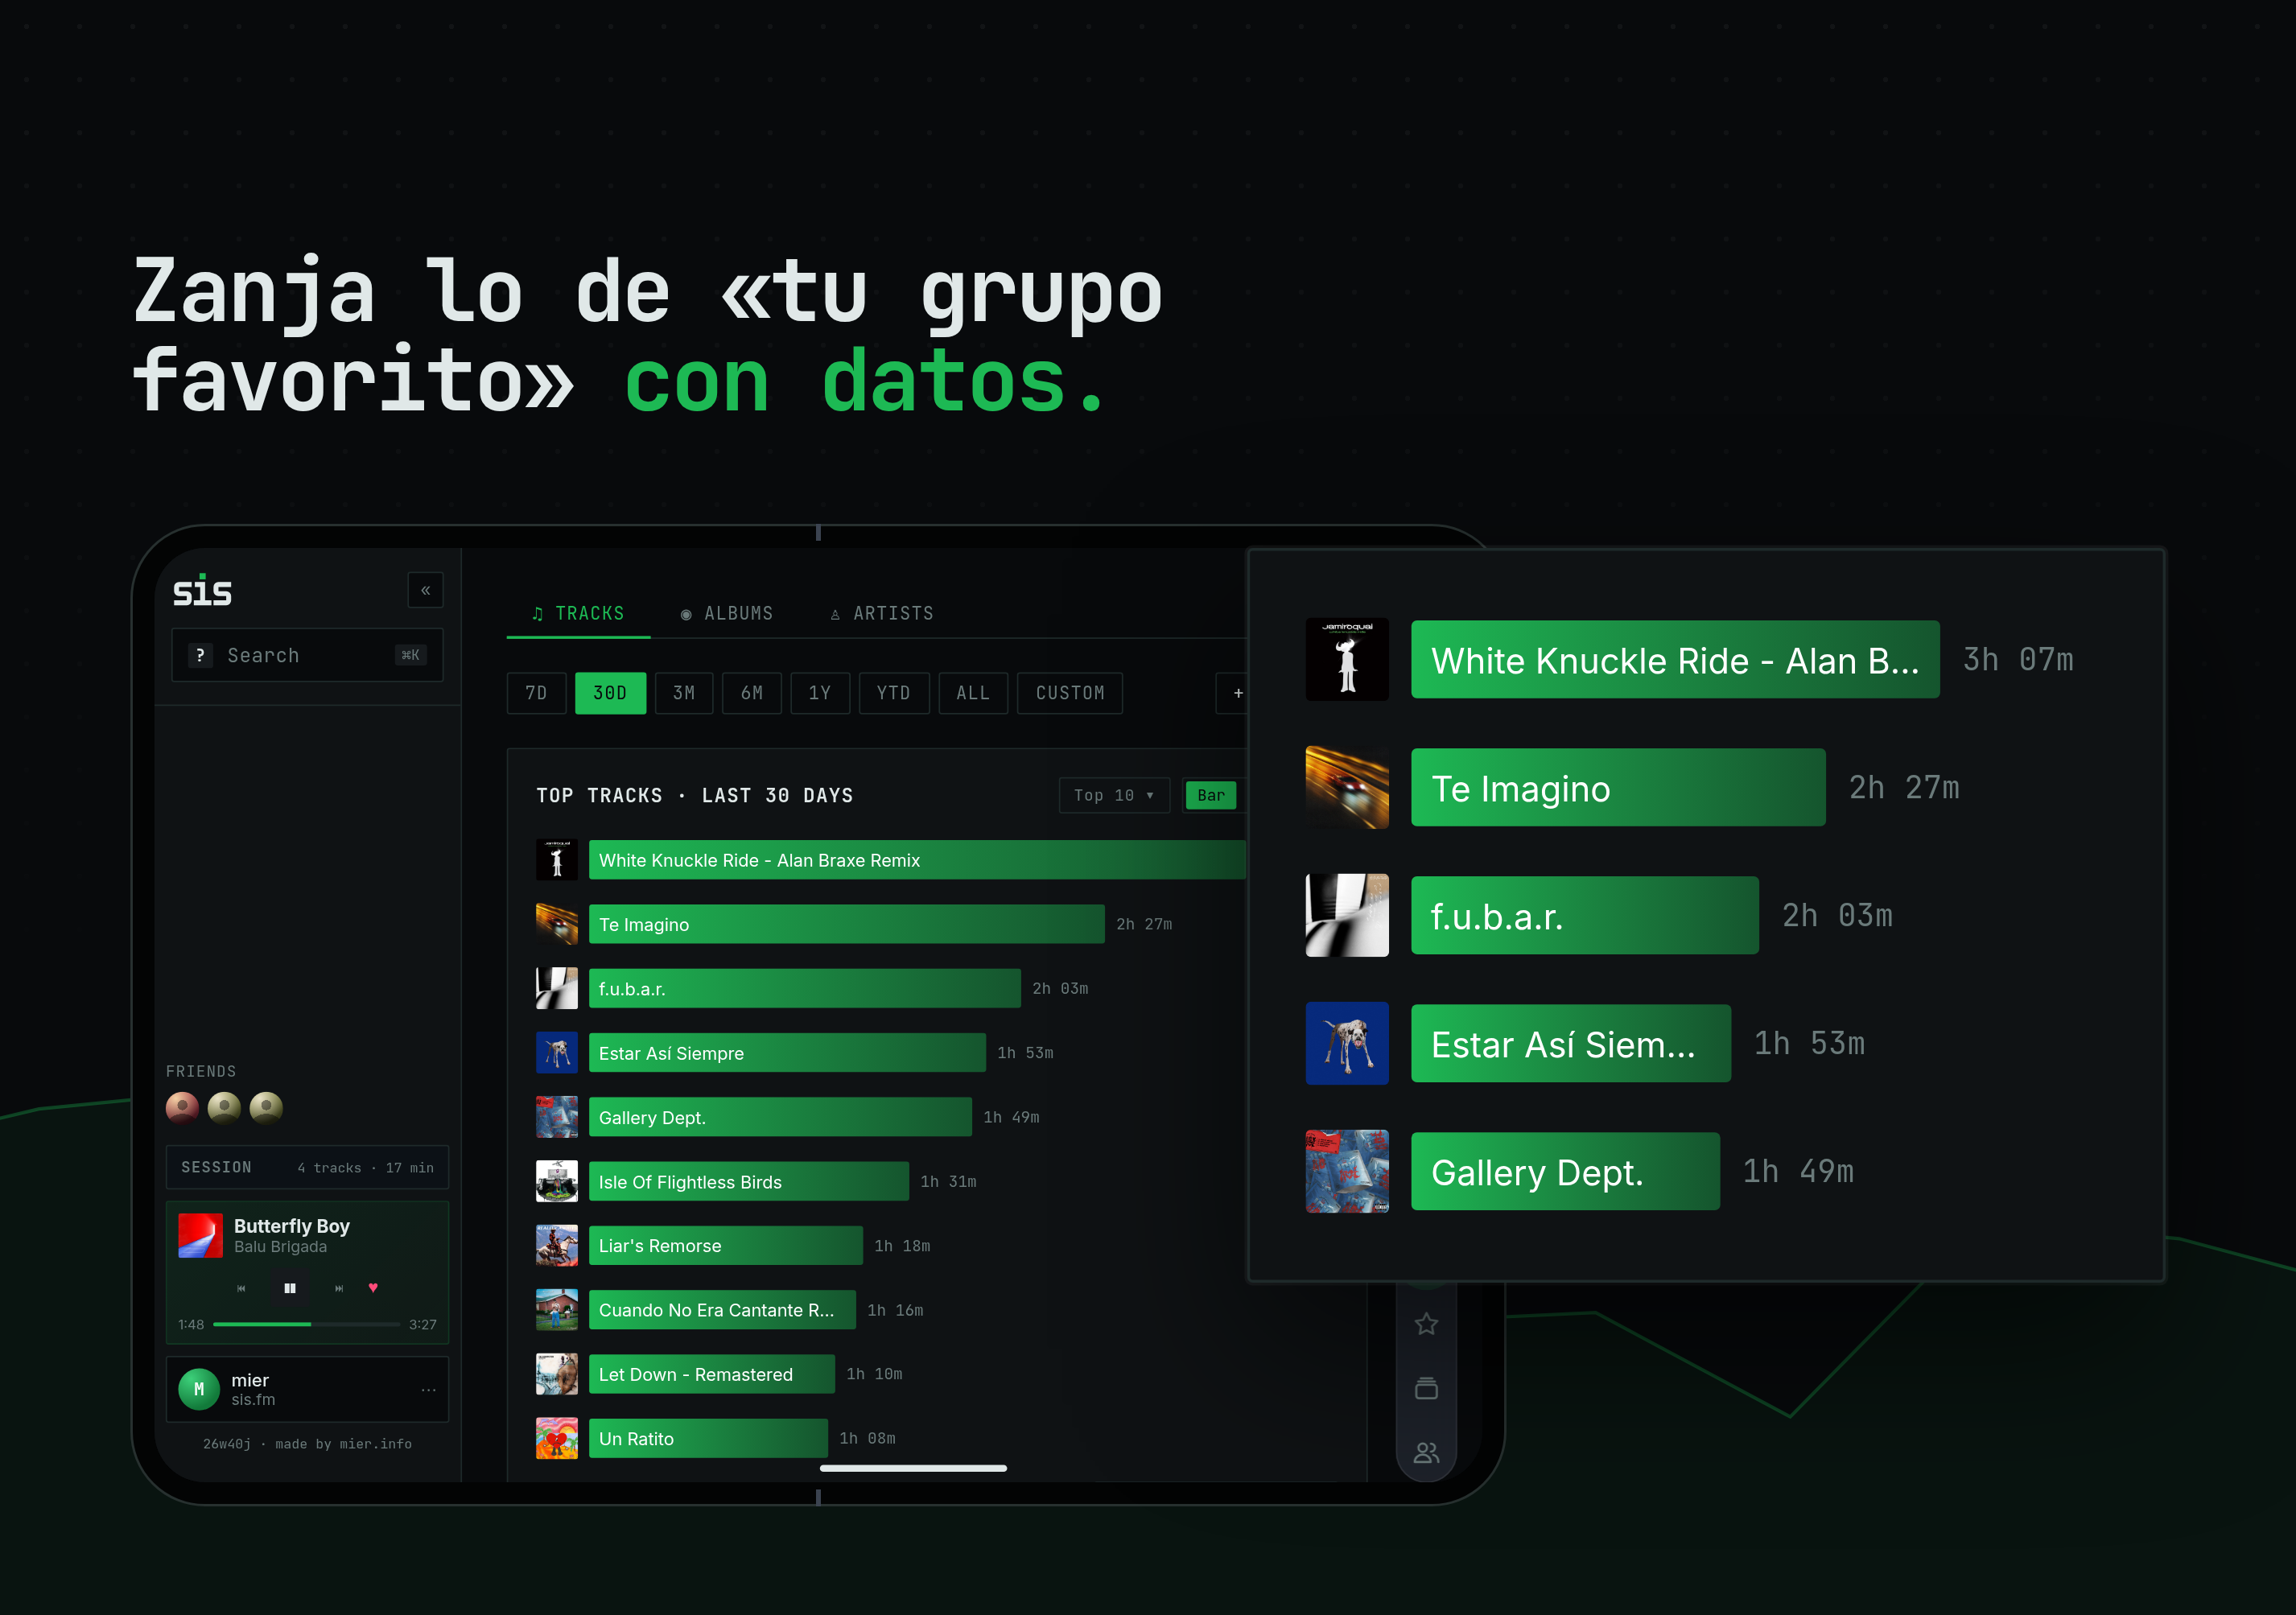 Zanja lo de «tu grupo
favorito» con datos.
sis
«
? Search ⌘K
FRIENDS
SESSION 4 tracks · 17 min
Butterfly Boy
Balu Brigada
1:48 3:27
M mier
sis.fm
...
26w40j · made by mier.info
♫ TRACKS ◉ ALBUMS ♙ ARTISTS
7D 30D 3M 6M 1Y YTD ALL CUSTOM +
TOP TRACKS · LAST 30 DAYS Top 10 ▾ Bar
White Knuckle Ride - Alan Braxe Remix
Te Imagino 2h 27m
f.u.b.a.r. 2h 03m
Estar Así Siempre 1h 53m
Gallery Dept. 1h 49m
Isle Of Flightless Birds 1h 31m
Liar's Remorse 1h 18m
Cuando No Era Cantante R... 1h 16m
Let Down - Remastered 1h 10m
Un Ratito 1h 08m
Jamiroquai
White Knuckle Ride - Alan B... 3h 07m
Te Imagino 2h 27m
f.u.b.a.r. 2h 03m
Estar Así Siem... 1h 53m
Gallery Dept. 1h 49m